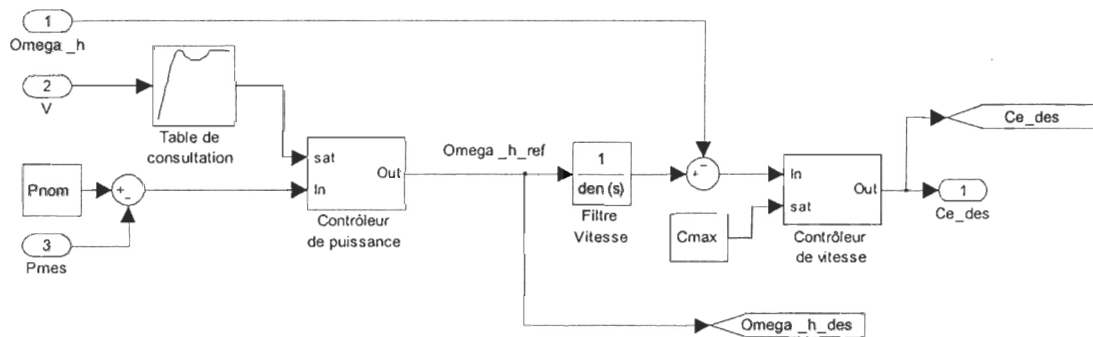 1
Omega _h
2
V
Table de
consultation
Pnom
+
-
3
Pmes
sat
In
Out
Contrôleur
de puissance
Omega _h_ref
1
den(s)
Filtre
Vitesse
+
-
Cmax
In
sat
Out
Contrôleur
de vitesse
Ce_des
1
Ce_des
Omega _h_des